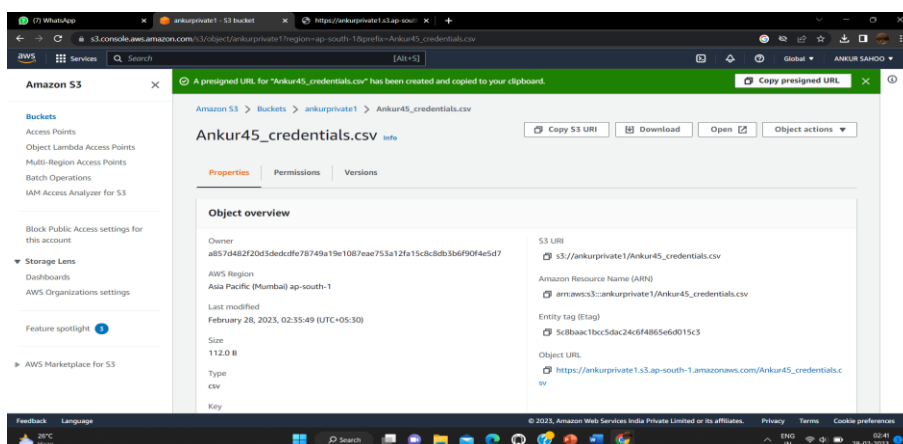 (7) WhatsApp
ankurprivate1 - S3 bucket
https://ankurprivate1.s3.ap-sout
s3.console.aws.amazon.com/s3/object/ankurprivate1?region=ap-south-1&prefix=Ankur45_credentials.csv
aws
Services
Search
[Alt+S]
Global
ANKUR SAHOO
Amazon S3
A presigned URL for "Ankur45_credentials.csv" has been created and copied to your clipboard.
Copy presigned URL
Buckets
Access Points
Object Lambda Access Points
Multi-Region Access Points
Batch Operations
IAM Access Analyzer for S3
Block Public Access settings for
this account
Storage Lens
Dashboards
AWS Organizations settings
Feature spotlight 3
AWS Marketplace for S3
Amazon S3 > Buckets > ankurprivate1 > Ankur45_credentials.csv
Ankur45_credentials.csv Info
Copy S3 URI
Download
Open
Object actions
Properties
Permissions
Versions
Object overview
Owner
a857d482f20d3dedcdfe78749a19e1087eae753a12fa15c8c8db3b6f90f4e5d7
AWS Region
Asia Pacific (Mumbai) ap-south-1
Last modified
February 28, 2023, 02:35:49 (UTC+05:30)
Size
112.0 B
Type
csv
Key
S3 URI
s3://ankurprivate1/Ankur45_credentials.csv
Amazon Resource Name (ARN)
arn:aws:s3:::ankurprivate1/Ankur45_credentials.csv
Entity tag (Etag)
5c8baac1bcc5dac24c6f4865e6d015c3
Object URL
https://ankurprivate1.s3.ap-south-1.amazonaws.com/Ankur45_credentials.c
sv
Feedback
Language
© 2023, Amazon Web Services India Private Limited or its affiliates.
Privacy
Terms
Cookie preferences
26°C
Search
ENG
IN
02:41
28-02-2023